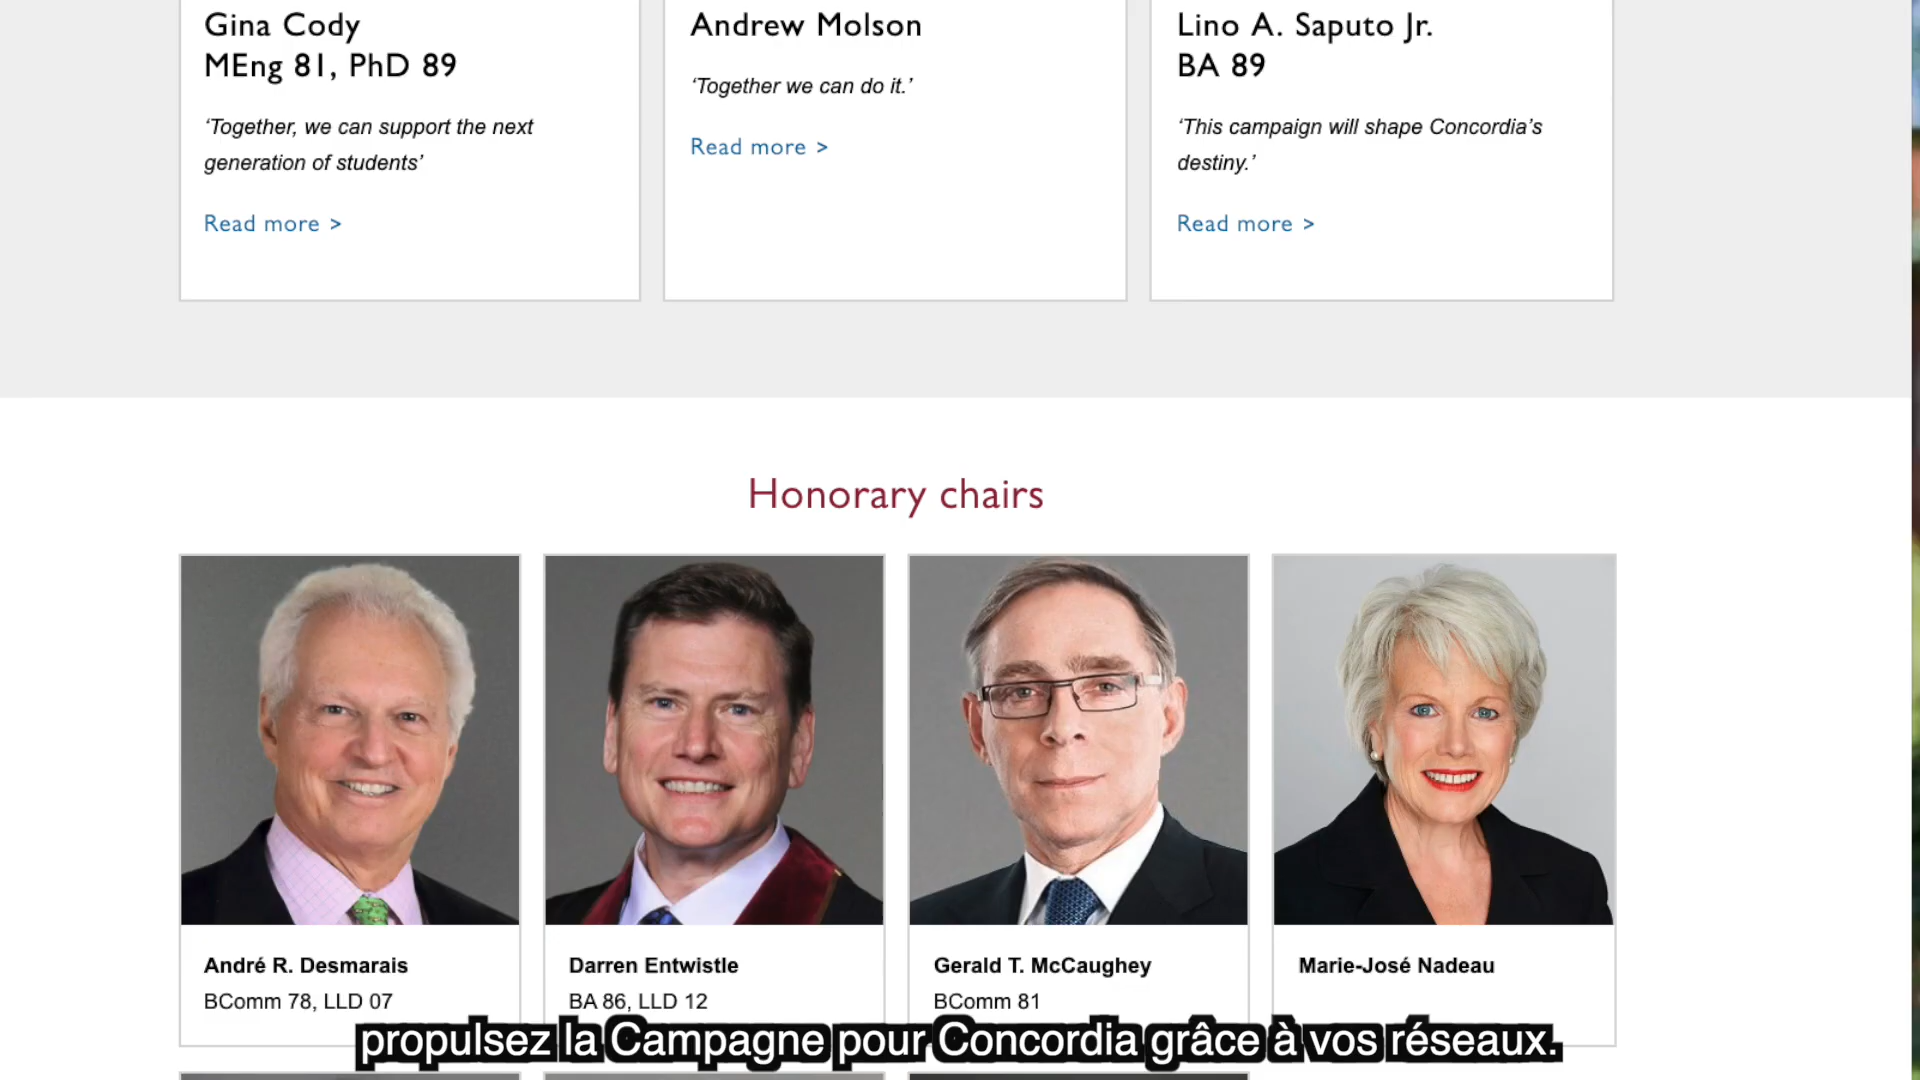 Gina Cody
MEng 81, PhD 89
‘Together, we can support the next
generation of students’
Read more >
Andrew Molson
‘Together we can do it.’
Read more >
Lino A. Saputo Jr.
BA 89
‘This campaign will shape Concordia’s
destiny.’
Read more >
Honorary chairs
André R. Desmarais
BComm 78, LLD 07
Darren Entwistle
BA 86, LLD 12
Gerald T. McCaughey
BComm 81
Marie-José Nadeau
propulsez la Campagne pour Concordia grâce à vos réseaux.